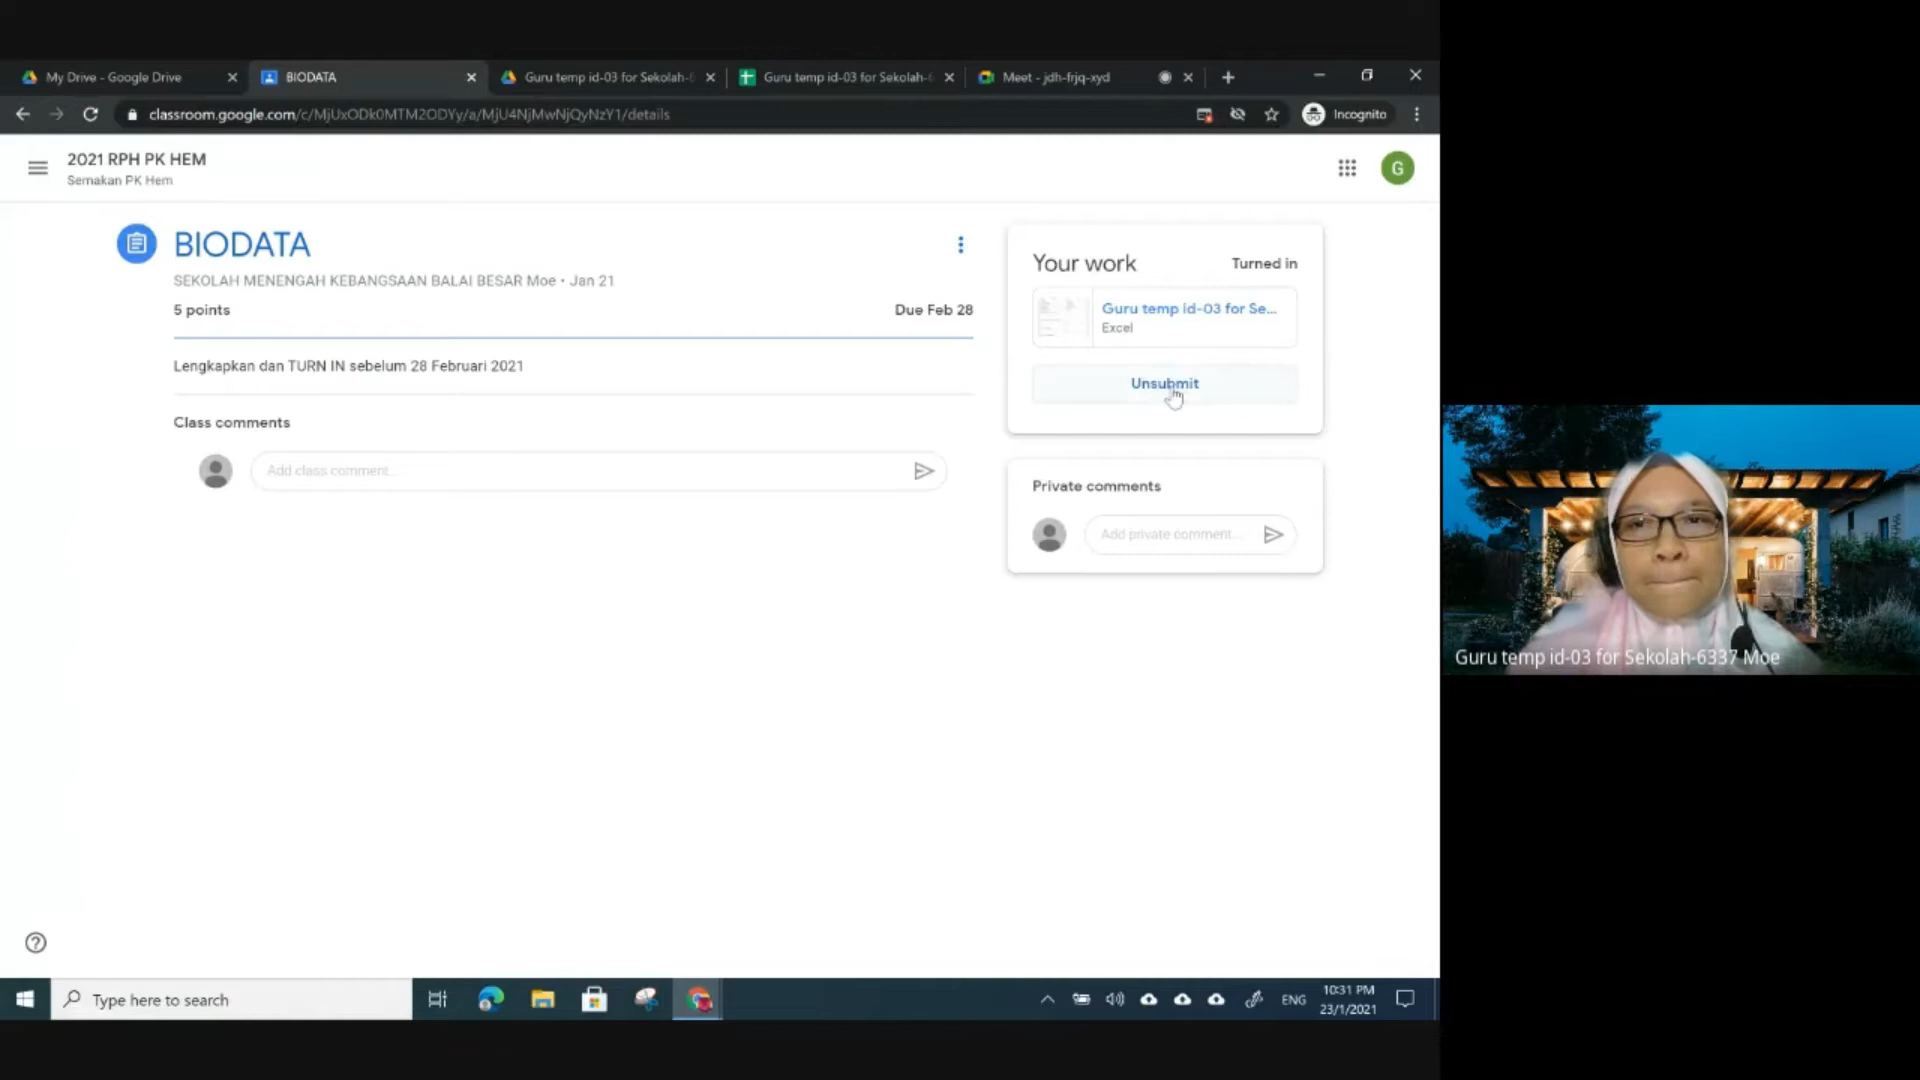 My Drive - Google Drive
BIODATA
Guru temp id-03 for Sekolah-6
Guru temp id-03 for Sekolah-6
Meet - jdh-frjq-xyd
classroom.google.com/c/MjUxODk0MTM2ODYy/a/MjU4NjMwNjQyNzY1/details
Incognito
2021 RPH PK HEM
Semakan PK Hem
G
BIODATA
SEKOLAH MENENGAH KEBANGSAAN BALAI BESAR Moe • Jan 21
5 points
Due Feb 28
Lengkapkan dan TURN IN sebelum 28 Februari 2021
Class comments
Add class comment...
Your work
Turned in
Guru temp id-03 for Se...
Excel
Unsubmit
Private comments
Add private comment...
Guru temp id-03 for Sekolah-6337 Moe
Type here to search
ENG
10:31 PM
23/1/2021